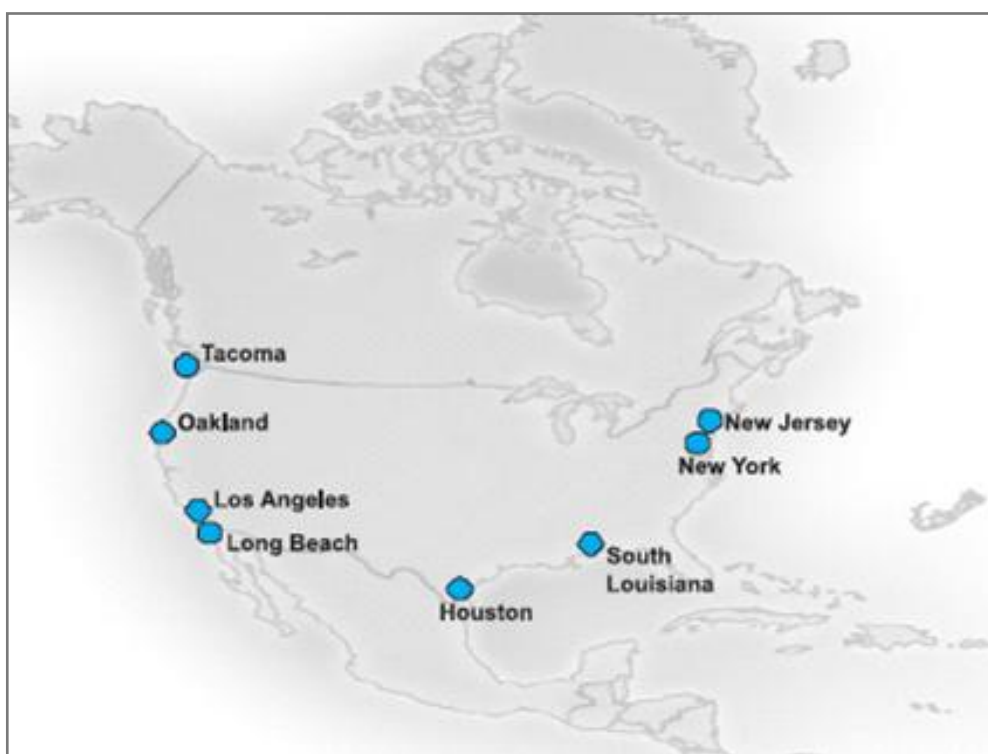 Tacoma
Oakland
New Jersey
New York
Los Angeles
Long Beach
South
Louisiana
Houston